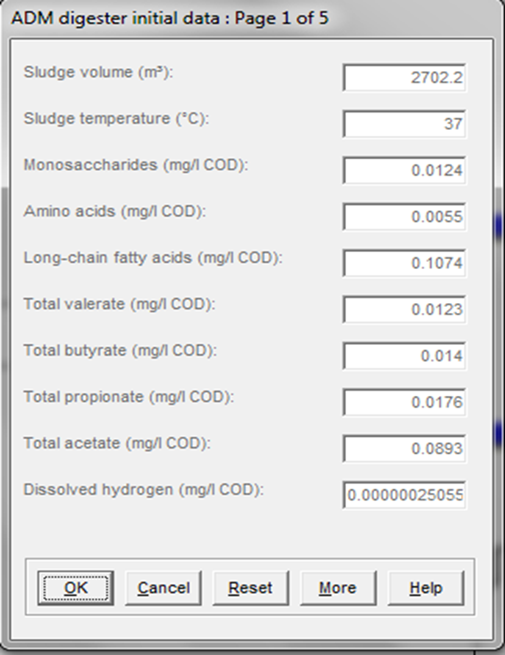 ADM digester initial data : Page 1 of 5
Sludge volume (m³): 2702.2
Sludge temperature (°C): 37
Monosaccharides (mg/l COD): 0.0124
Amino acids (mg/l COD): 0.0055
Long-chain fatty acids (mg/l COD): 0.1074
Total valerate (mg/l COD): 0.0123
Total butyrate (mg/l COD): 0.014
Total propionate (mg/l COD): 0.0176
Total acetate (mg/l COD): 0.0893
Dissolved hydrogen (mg/l COD): 0.00000025055
OK Cancel Reset More Help